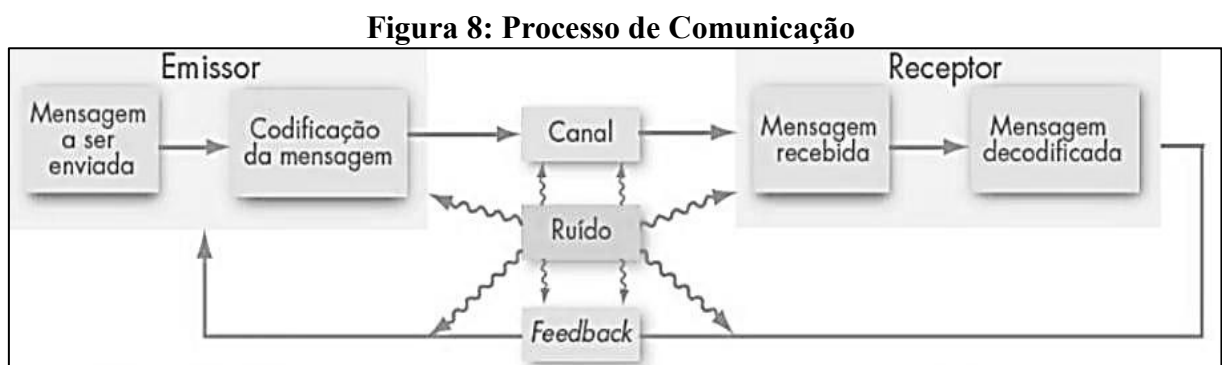 Figura 8: Processo de Comunicação
Emissor
Mensagem
a ser
enviada
Codificação
da mensagem
Canal
Receptor
Mensagem
recebida
Mensagem
decodificada
Ruído
Feedback